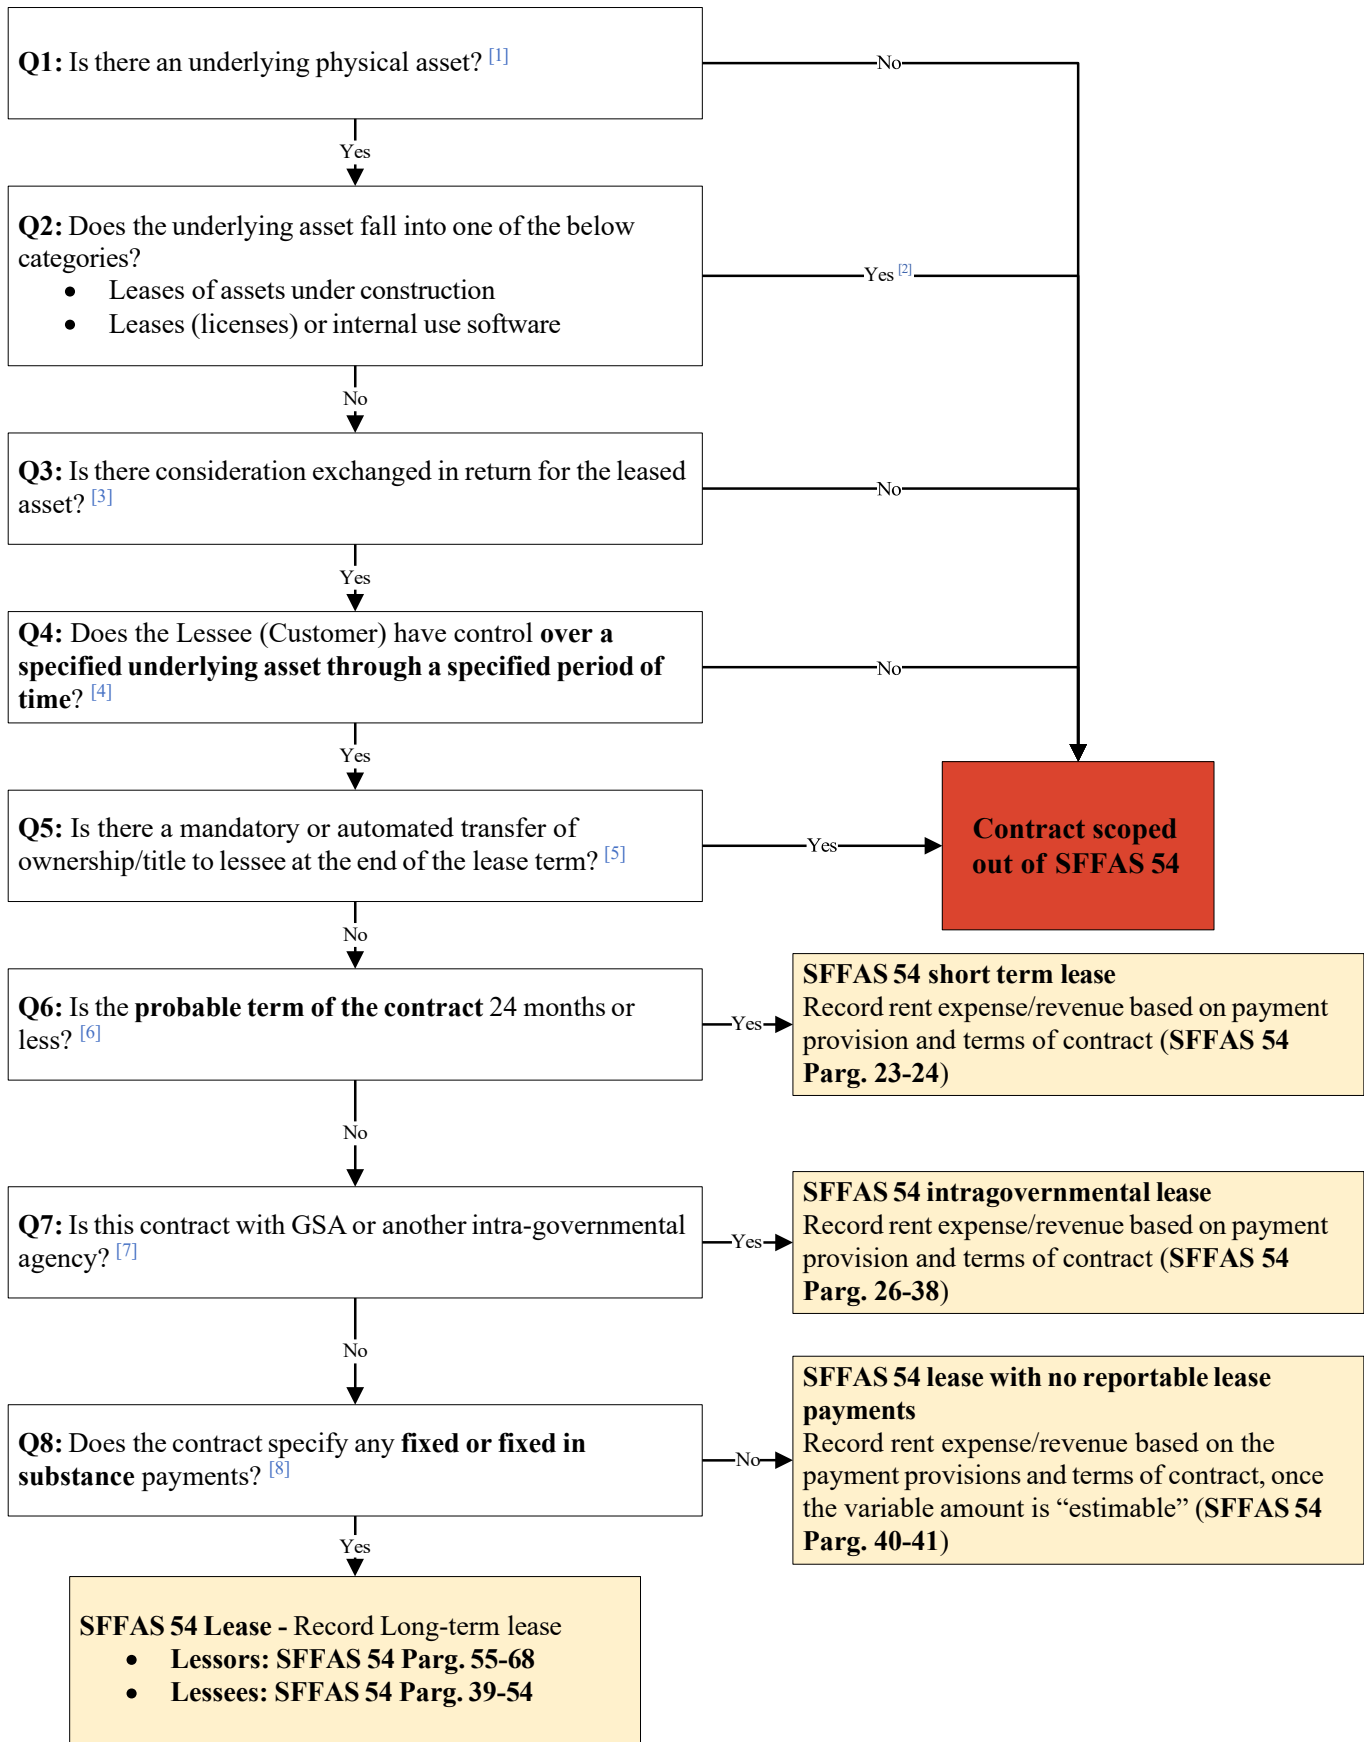 Q1: Is there an underlying physical asset? [1]
No
Yes
Q2: Does the underlying asset fall into one of the below
categories?
• Leases of assets under construction
• Leases (licenses) or internal use software
Yes [2]
No
Q3: Is there consideration exchanged in return for the leased
asset? [3]
No
Yes
Q4: Does the Lessee (Customer) have control over a
specified underlying asset through a specified period of
time? [4]
No
Yes
Q5: Is there a mandatory or automated transfer of
ownership/title to lessee at the end of the lease term? [5]
Yes
Contract scoped
out of SFFAS 54
No
Q6: Is the probable term of the contract 24 months or
less? [6]
Yes
SFFAS 54 short term lease
Record rent expense/revenue based on payment
provision and terms of contract (SFFAS 54
Parg. 23-24)
No
Q7: Is this contract with GSA or another intra-governmental
agency? [7]
Yes
SFFAS 54 intragovernmental lease
Record rent expense/revenue based on payment
provision and terms of contract (SFFAS 54
Parg. 26-38)
No
Q8: Does the contract specify any fixed or fixed in
substance payments? [8]
No
SFFAS 54 lease with no reportable lease
payments
Record rent expense/revenue based on the
payment provisions and terms of contract, once
the variable amount is “estimable” (SFFAS 54
Parg. 40-41)
Yes
SFFAS 54 Lease - Record Long-term lease
• Lessors: SFFAS 54 Parg. 55-68
• Lessees: SFFAS 54 Parg. 39-54